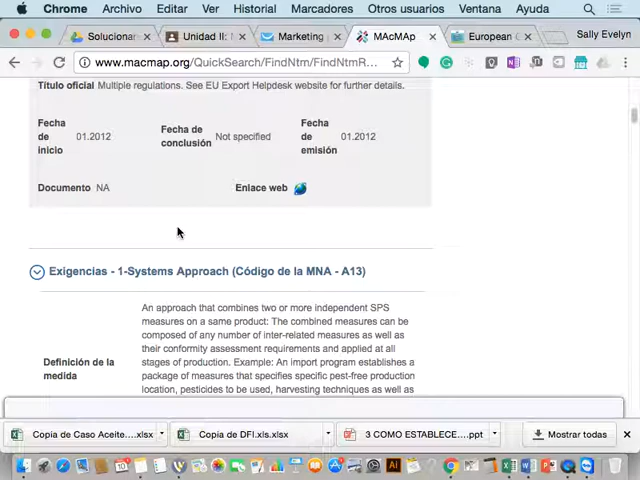 Chrome Archivo Editar Ver Historial Marcadores Otros usuarios Ventana Ayuda
Solucionar Unidad II: M Marketing MAcMap European G Sally Evelyn
www.macmap.org/QuickSearch/FindNtm/FindNtmR...
Título oficial Multiple regulations. See EU Export Helpdesk website for further details.
Fecha de inicio 01.2012 Fecha de conclusión Not specified Fecha de emisión 01.2012
Documento NA Enlace web
Exigencias - 1-Systems Approach (Código de la MNA - A13)
Definición de la medida
An approach that combines two or more independent SPS
measures on a same product: The combined measures can be
composed of any number of inter-related measures as well as
their conformity assessment requirements and applied at all
stages of production. Example: An import program establishes a
package of measures that specifies specific pest-free production
location, pesticides to be used, harvesting techniques as well as
Copia de Caso Aceite....xlsx Copia de DFI.xls.xlsx 3 COMO ESTABLECE....ppt Mostrar todas